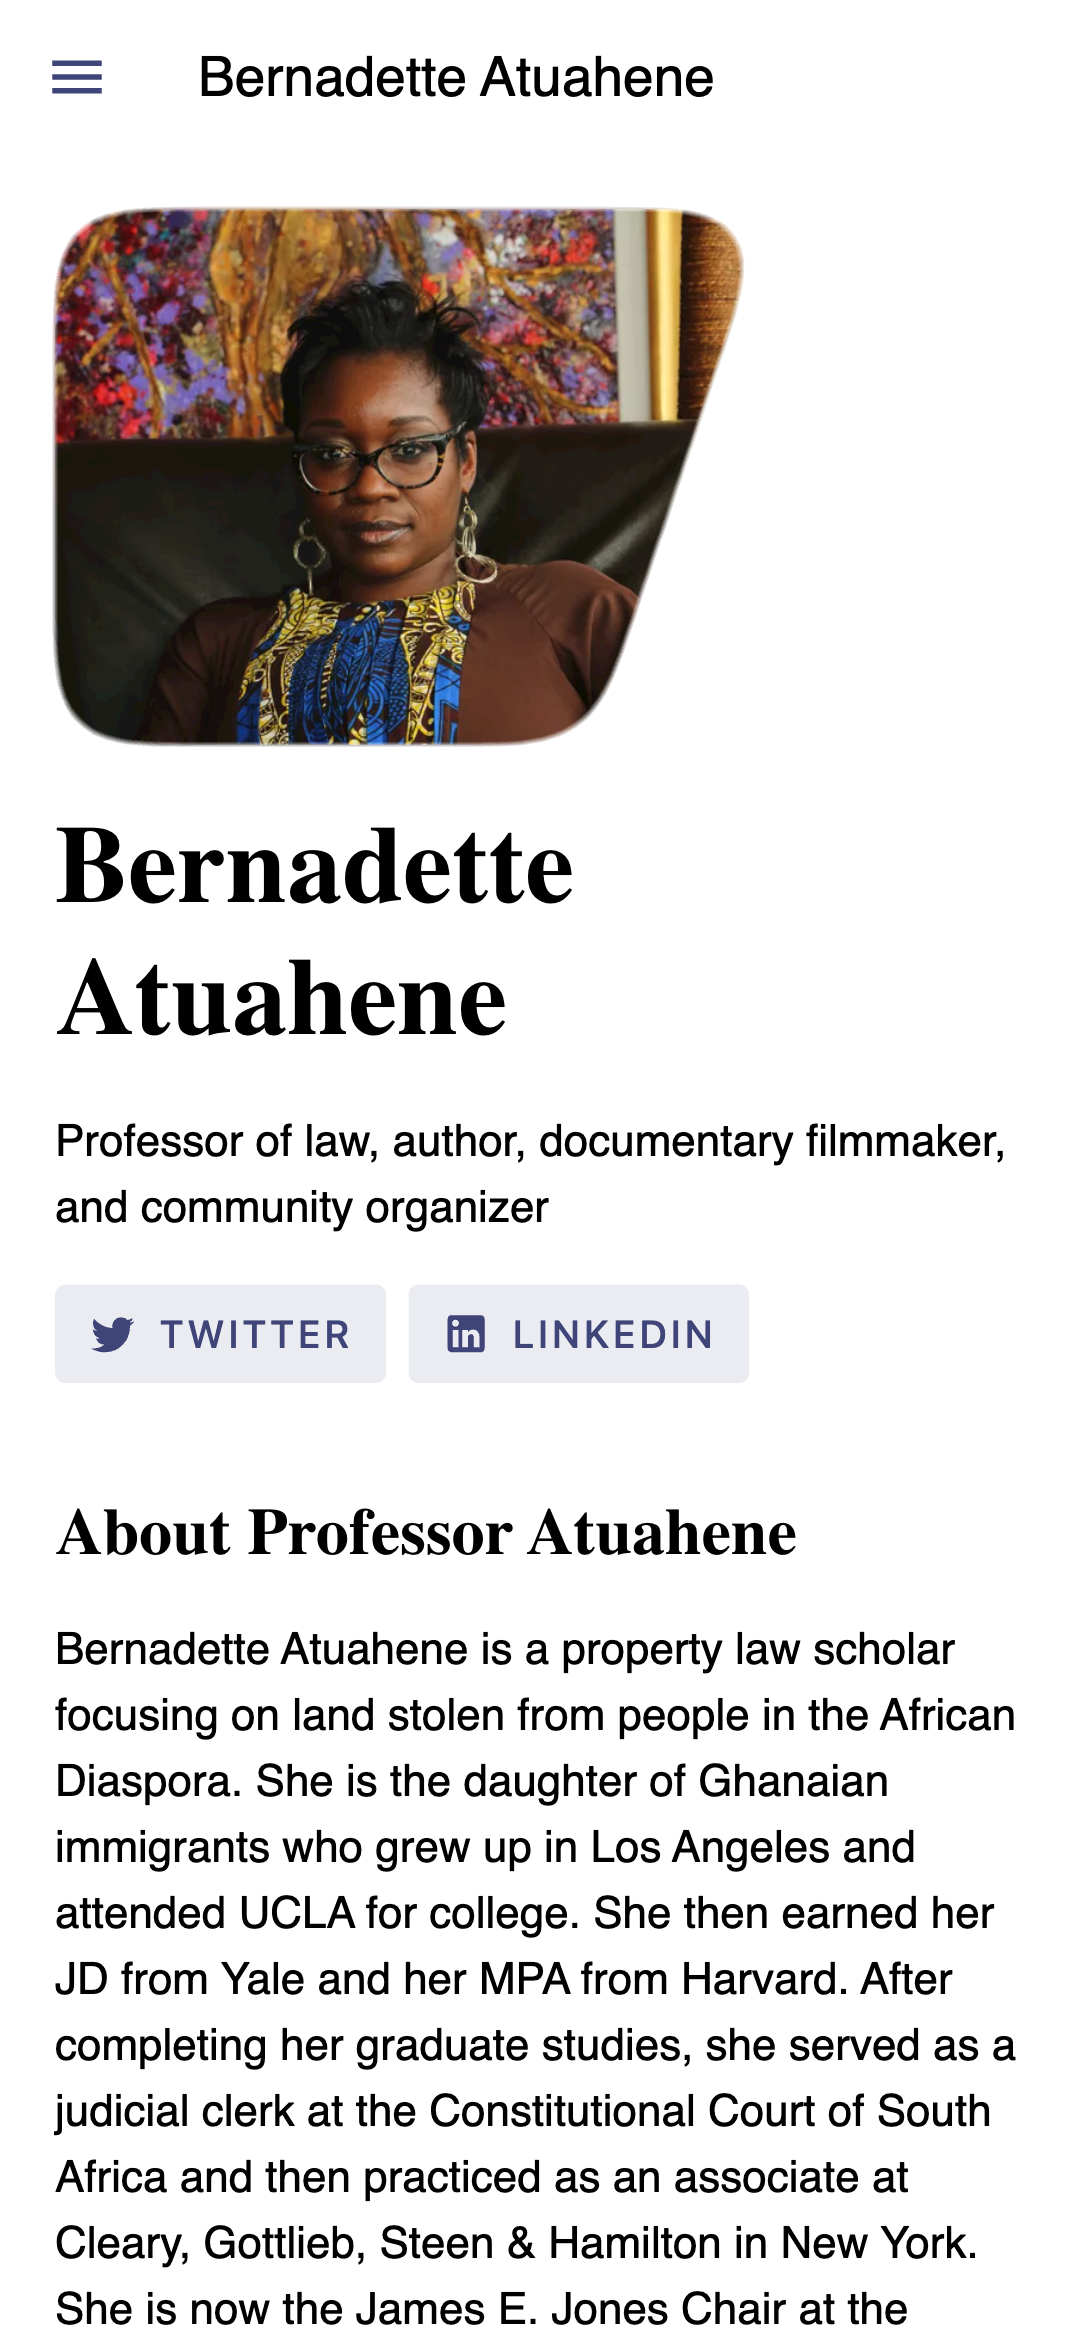 Bernadette Atuahene
Bernadette
Atuahene
Professor of law, author, documentary filmmaker,
and community organizer
TWITTER
LINKEDIN
About Professor Atuahene
Bernadette Atuahene is a property law scholar
focusing on land stolen from people in the African
Diaspora. She is the daughter of Ghanaian
immigrants who grew up in Los Angeles and
attended UCLA for college. She then earned her
JD from Yale and her MPA from Harvard. After
completing her graduate studies, she served as a
judicial clerk at the Constitutional Court of South
Africa and then practiced as an associate at
Cleary, Gottlieb, Steen & Hamilton in New York.
She is now the James E. Jones Chair at the